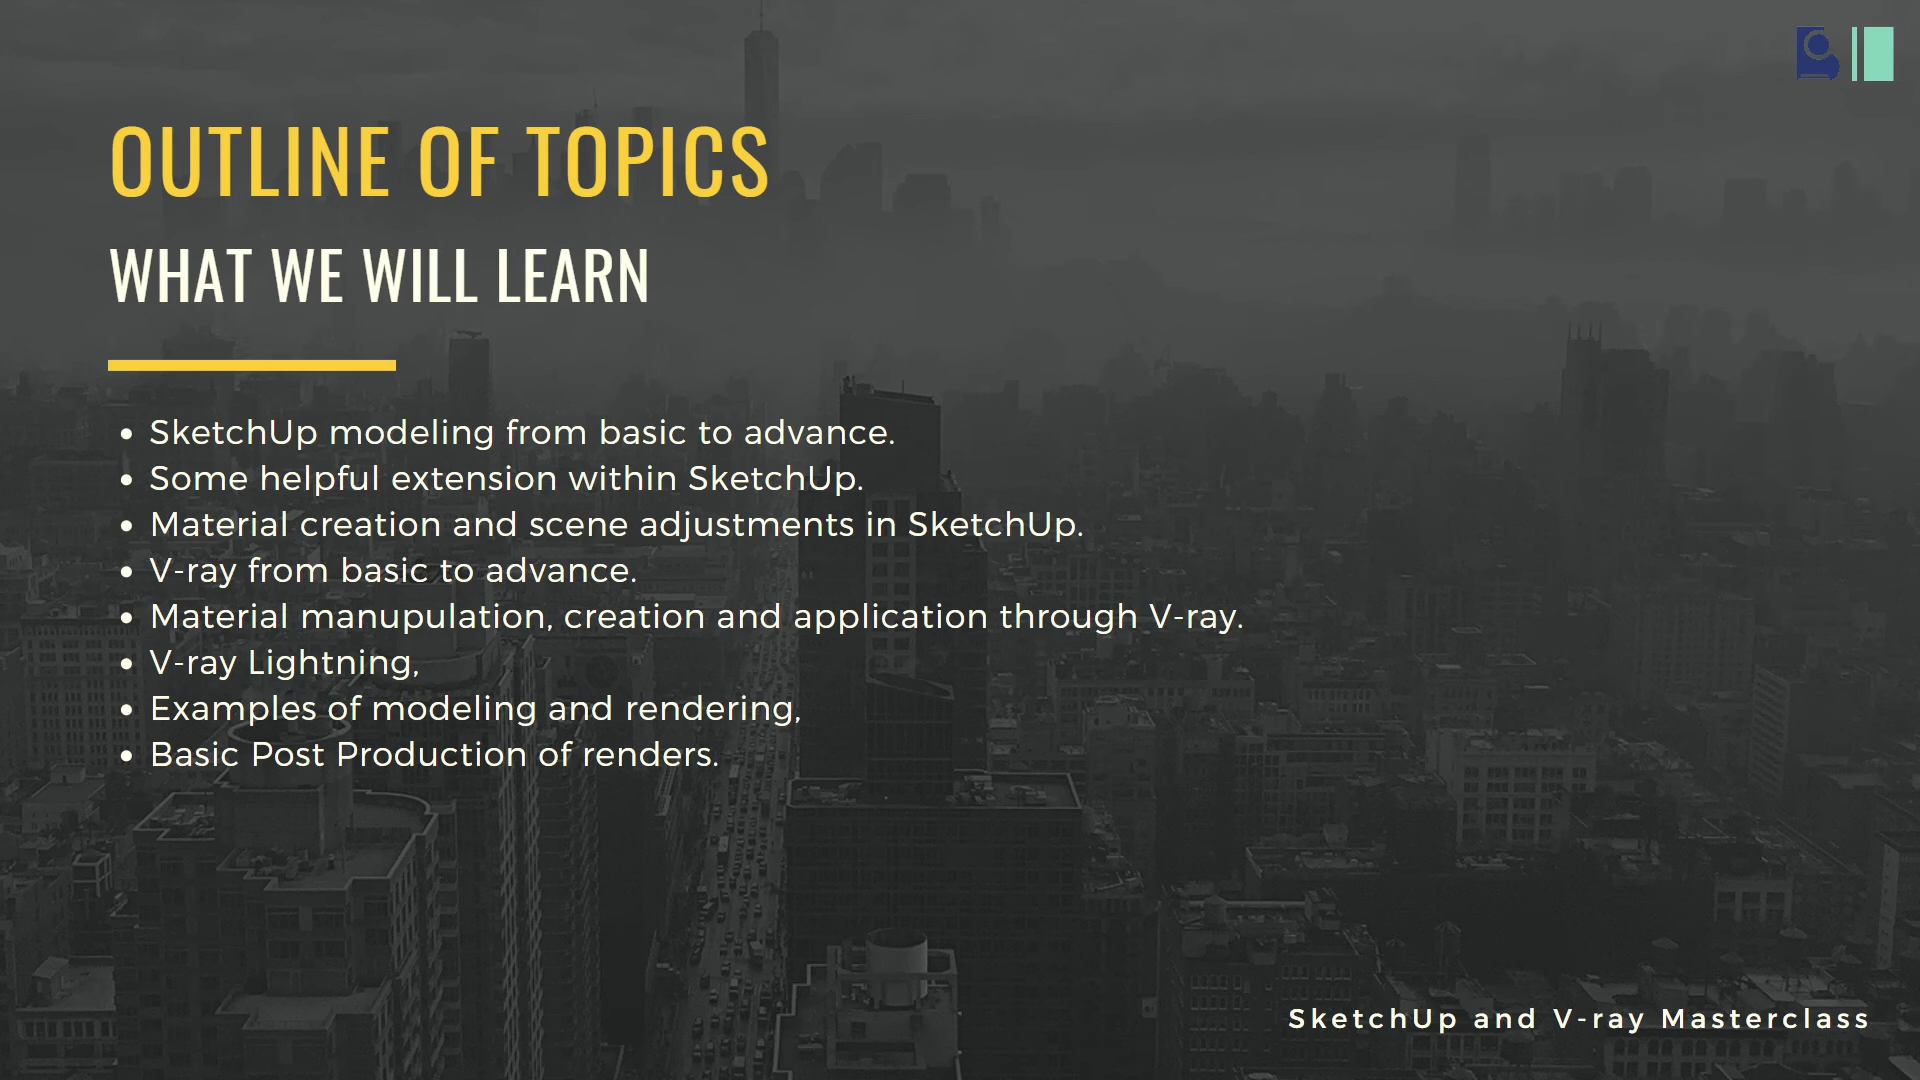 OUTLINE OF TOPICS
WHAT WE WILL LEARN
• SketchUp modeling from basic to advance.
• Some helpful extension within SketchUp.
• Material creation and scene adjustments in SketchUp.
• V-ray from basic to advance.
• Material manupulation, creation and application through V-ray.
• V-ray Lightning,
• Examples of modeling and rendering,
• Basic Post Production of renders.
SketchUp and V-ray Masterclass